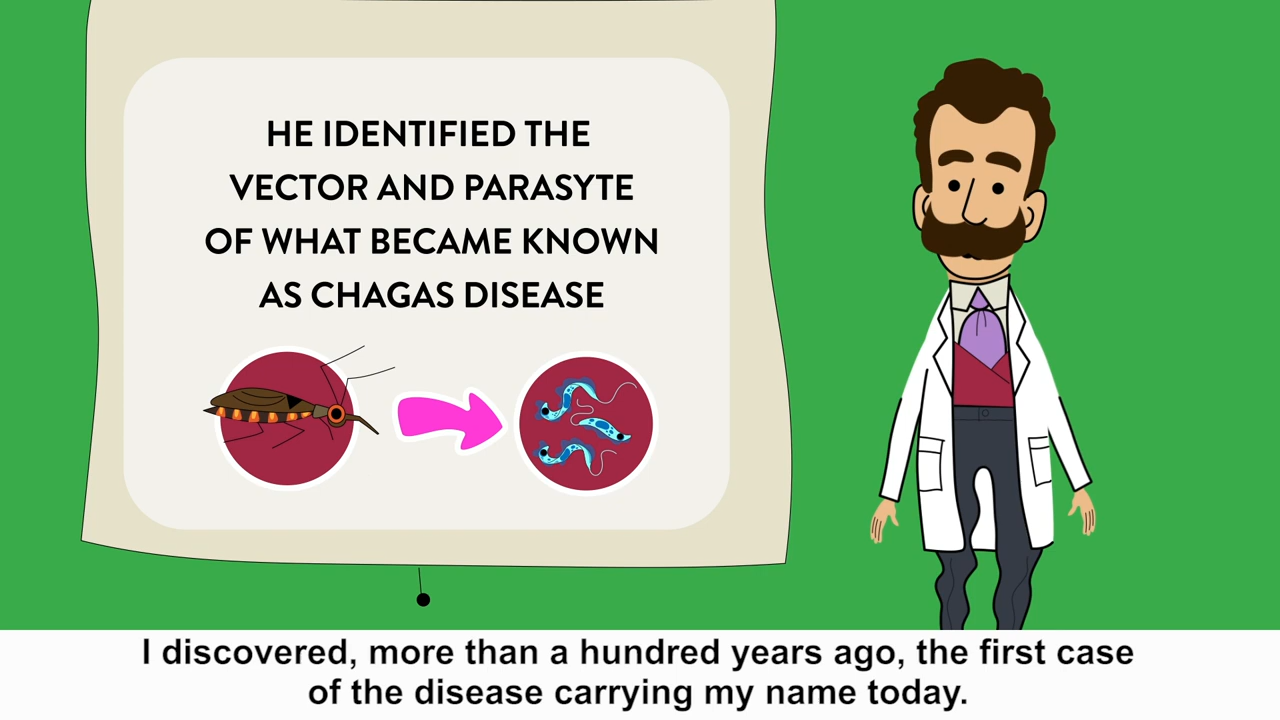 HE IDENTIFIED THE
VECTOR AND PARASYTE
OF WHAT BECAME KNOWN
AS CHAGAS DISEASE
I discovered, more than a hundred years ago, the first case
of the disease carrying my name today.